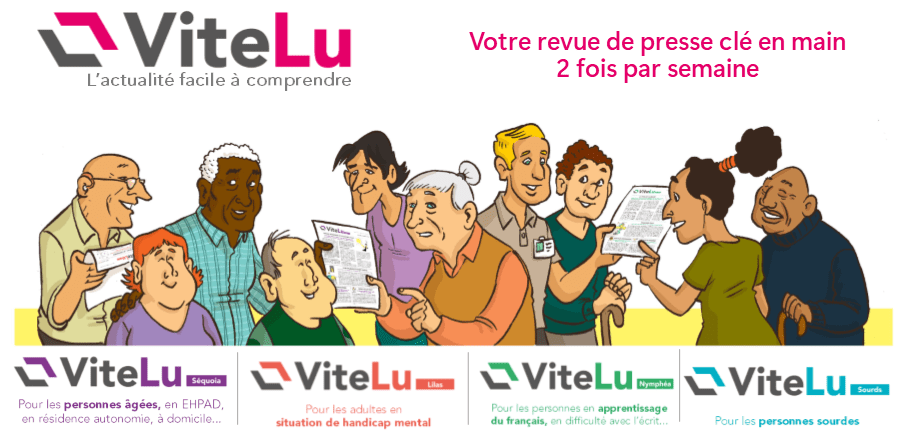 ViteLu
L'actualité facile à comprendre
Votre revue de presse clé en main
2 fois par semaine
ViteLu
ViteLu
ViteLu Séquoia
Pour les personnes âgées, en EHPAD,
en résidence autonomie, à domicile...
ViteLu Lilas
Pour les adultes en
situation de handicap mental
ViteLu Nymphéa
Pour les personnes en apprentissage
du français, en difficulté avec l'écrit...
ViteLu Sourds
Pour les personnes sourdes